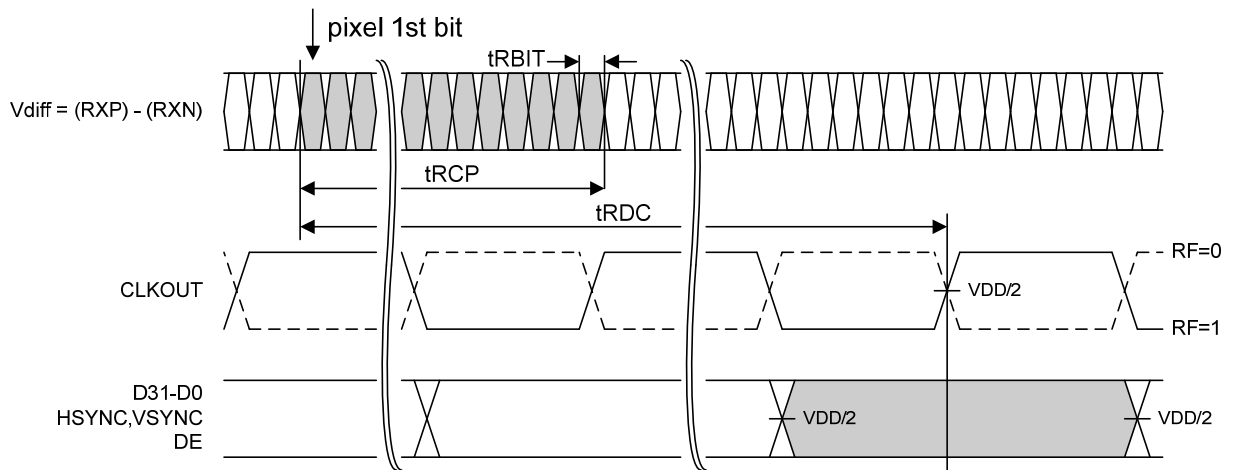 pixel 1st bit
tRBIT
Vdiff = (RXP) - (RXN)
tRCP
tRDC
RF=0
CLKOUT
VDD/2
RF=1
D31-D0
HSYNC,VSYNC
DE
VDD/2
VDD/2